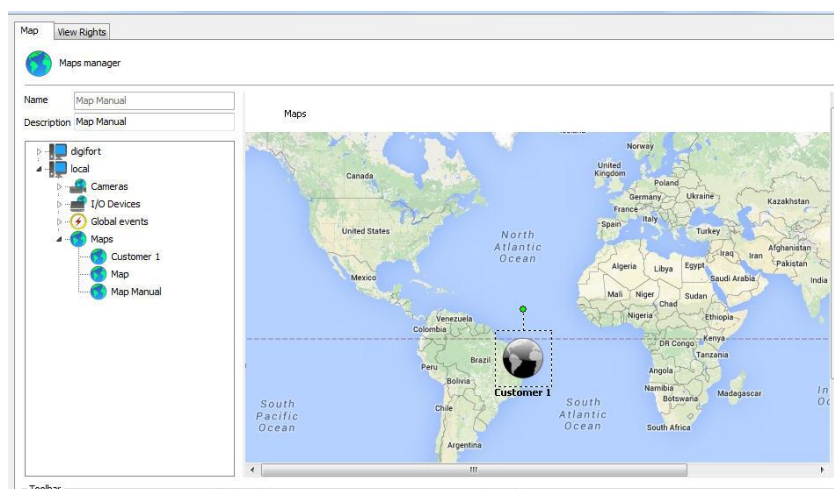 Map
View Rights
Maps manager
Name
Map Manual
Description
Map Manual
digifort
local
Cameras
I/O Devices
Global events
Maps
Customer 1
Map
Map Manual
Maps
Norway
Canada
United
Kingdom
Poland
Germany
Ukraine
Kazakhstan
France
Italy
Spain
Turkey
United States
North
Atlantic
Ocean
Afghanistan
Iraq
Iran
Pakistan
Algeria
Libya
Egypt
Saudi Arabia
India
Mexico
Mali
Niger
Chad
Sudan
Nigeria
Ethiopia
Venezuela
Colombia
DR Congo
Kenya
Tanzania
Peru
Brazil
Bolivia
Angola
Customer 1
Namibia
Botswana
Madagascar
South
Pacific
Ocean
Chile
South
Atlantic
Ocean
South Africa
In
Oc
Argentina
Toolbar